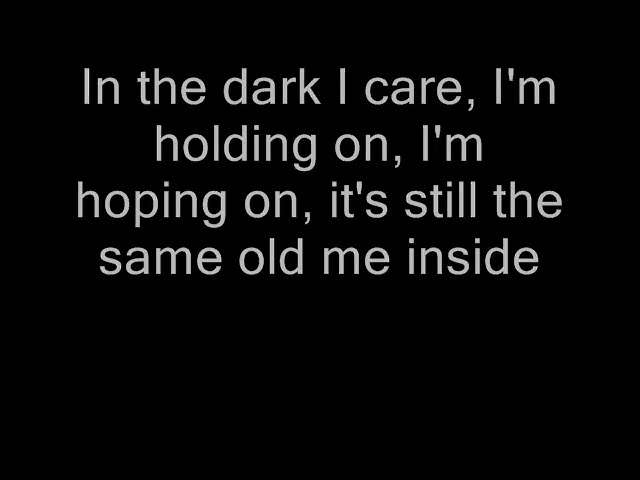 In the dark I care, I'm
holding on, I'm
hoping on, it's still the
same old me inside